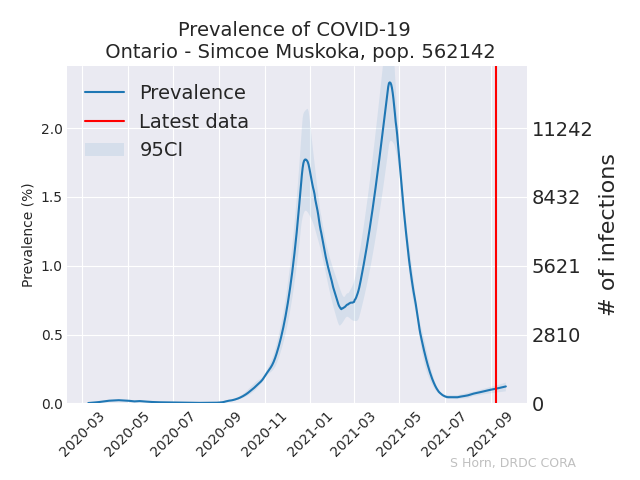 Prevalence of COVID-19
Ontario - Simcoe Muskoka, pop. 562142
Prevalence
Latest data
95CI
Prevalence (%)
2.0
1.5
1.0
0.5
0.0
11242
8432
5621
2810
0
# of infections
2020-03
2020-05
2020-07
2020-09
2020-11
2021-01
2021-03
2021-05
2021-07
2021-09
S Horn, DRDC CORA